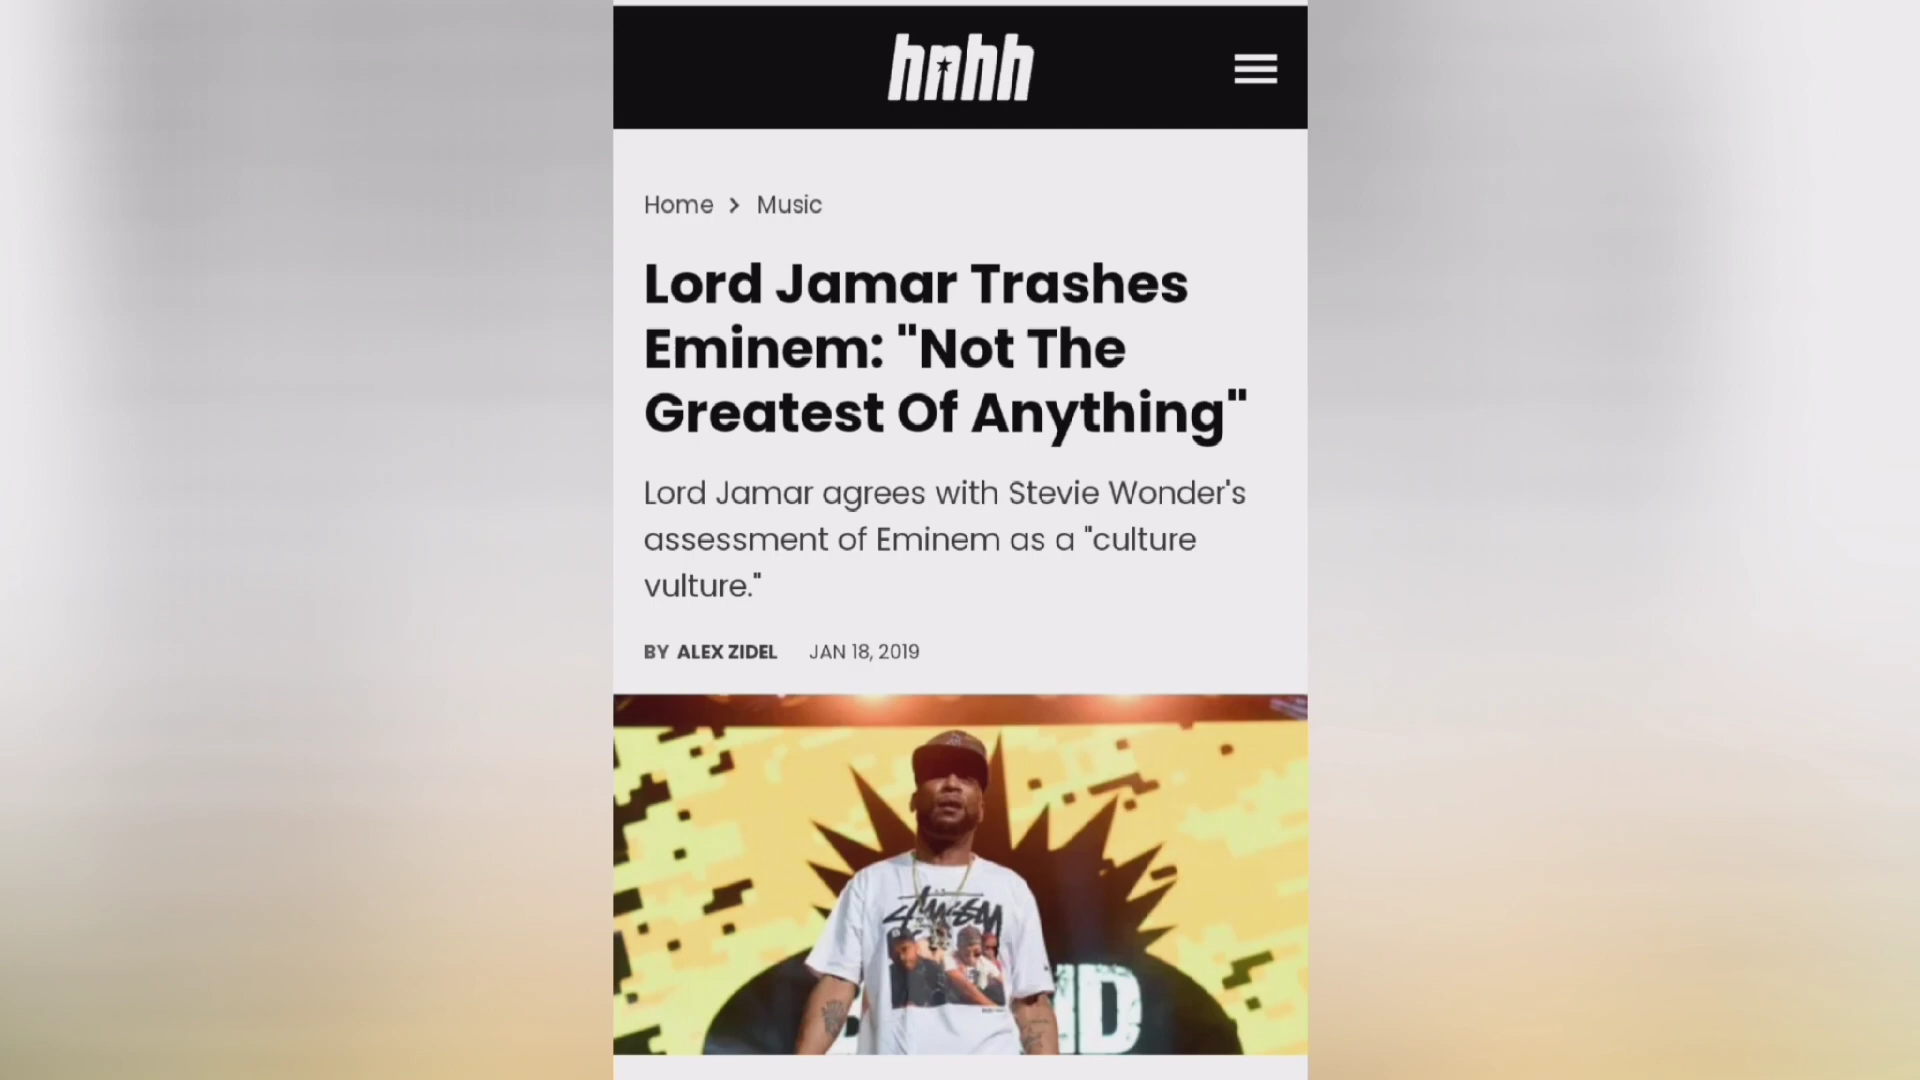 hnhh
Home > Music
Lord Jamar Trashes
Eminem: "Not The
Greatest Of Anything"
Lord Jamar agrees with Stevie Wonder's
assessment of Eminem as a "culture
vulture."
BY ALEX ZIDEL JAN 18, 2019